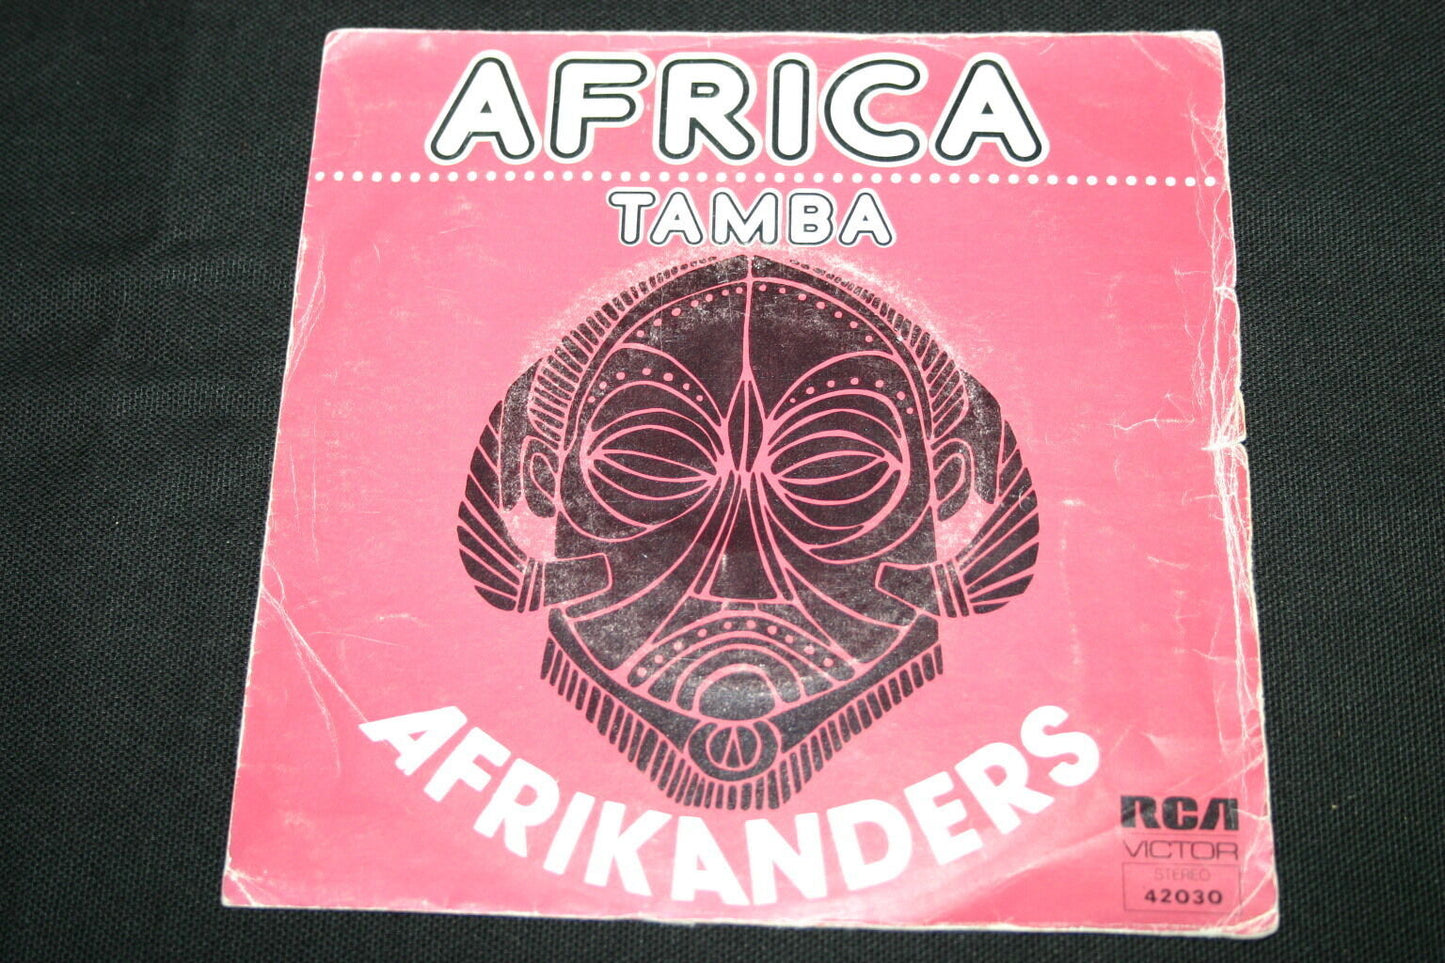 AFRICA
TAMBA
AFRIKANDERS
RCA
VICTOR
STEREO
42030